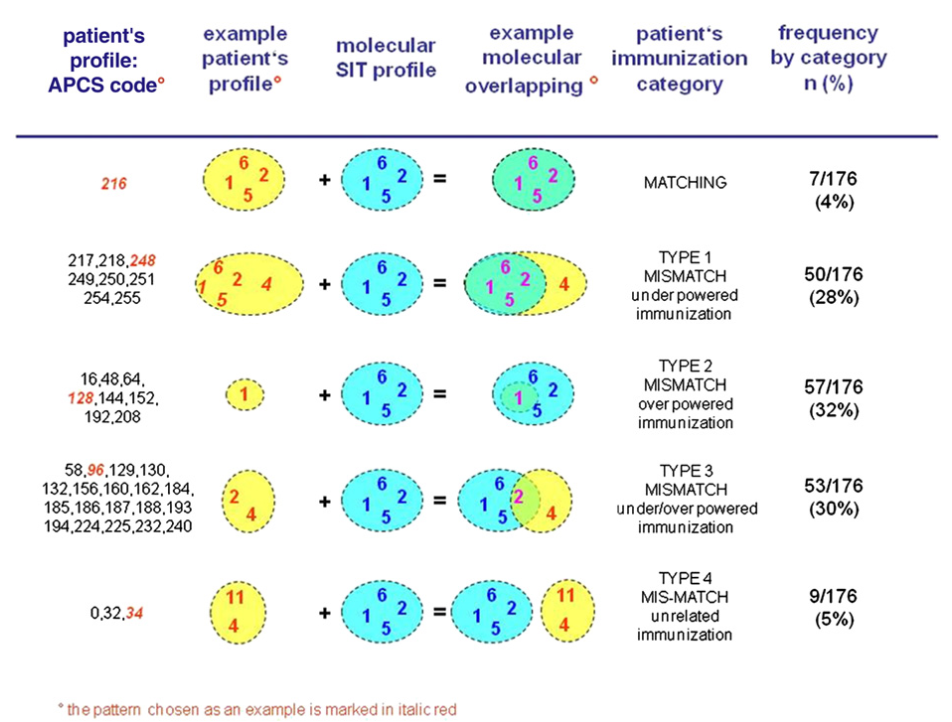 patient's profile: APCS code°
example patient‘s profile°
molecular SIT profile
example molecular overlapping °
patient‘s immunization category
frequency by category n (%)
216
6 1 2 5
+
6 1 2 5
=
6 1 2 5
MATCHING
7/176 (4%)
217,218,248
249,250,251
254,255
6 1 2 5 4
+
6 1 2 5
=
6 1 2 5 4
TYPE 1
MISMATCH
under powered
immunization
50/176
(28%)
16,48,64,
128,144,152,
192,208
1
+
6 1 2 5
=
6 1 2 5
TYPE 2
MISMATCH
over powered
immunization
57/176
(32%)
58,96,129,130,
132,156,160,162,184,
185,186,187,188,193
194,224,225,232,240
2 4
+
6 1 2 5
=
6 1 2 5 4
TYPE 3
MISMATCH
under/over powered
immunization
53/176
(30%)
0,32,34
11 4
+
6 1 2 5
=
6 1 2 5
11 4
TYPE 4
MIS-MATCH
unrelated
immunization
9/176
(5%)
° the pattern chosen as an example is marked in italic red